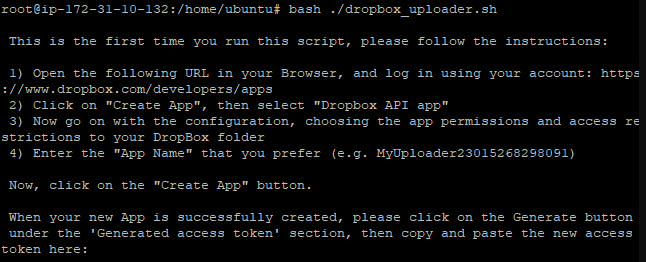 root@ip-172-31-10-132:/home/ubuntu# bash ./dropbox_uploader.sh
This is the first time you run this script, please follow the instructions:
1) Open the following URL in your Browser, and log in using your account: https
://www.dropbox.com/developers/apps
2) Click on "Create App", then select "Dropbox API app"
3) Now go on with the configuration, choosing the app permissions and access re
strictions to your DropBox folder
4) Enter the "App Name" that you prefer (e.g. MyUploader23015268298091)
Now, click on the "Create App" button.
When your new App is successfully created, please click on the Generate button
under the 'Generated access token' section, then copy and paste the new access
token here: